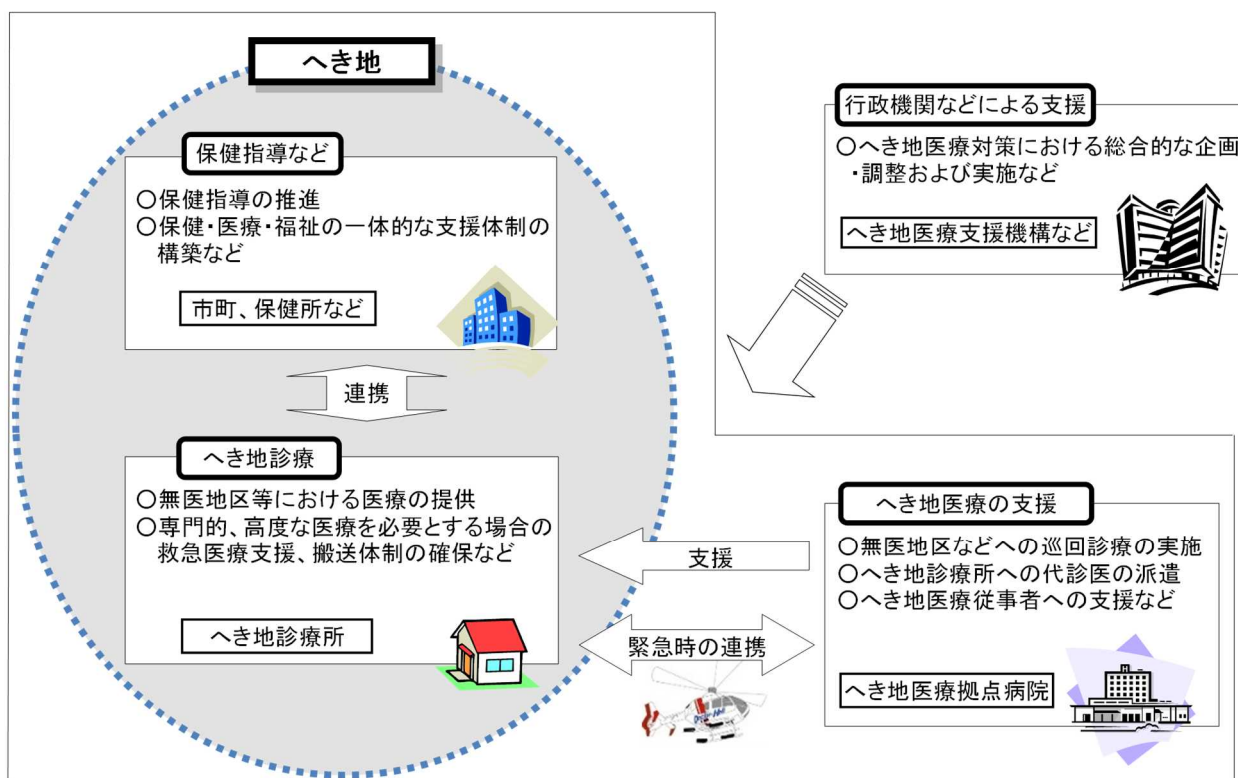 へき地
保健指導など
○保健指導の推進
○保健・医療・福祉の一体的な支援体制の
構築など
市町、保健所など
連携
へき地診療
○無医地区等における医療の提供
○専門的、高度な医療を必要とする場合の
救急医療支援、搬送体制の確保など
へき地診療所
行政機関などによる支援
○へき地医療対策における総合的な企画
・調整および実施など
へき地医療支援機構など
支援
緊急時の連携
へき地医療の支援
○無医地区などへの巡回診療の実施
○へき地診療所への代診医の派遣
○へき地医療従事者への支援など
へき地医療拠点病院